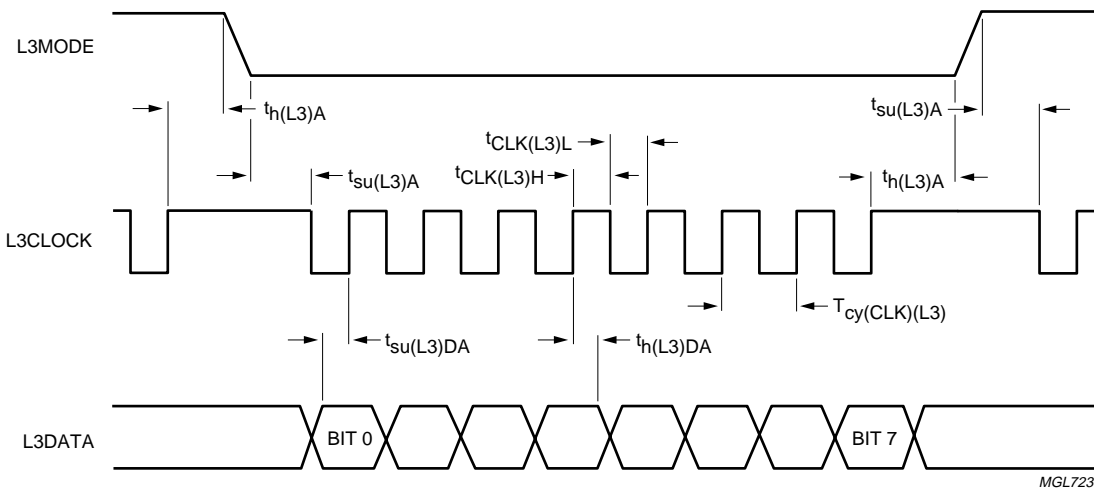 L3MODE
th(L3)A
tsu(L3)A
tCLK(L3)L
tsu(L3)A
tCLK(L3)H
th(L3)A
L3CLOCK
Tcy(CLK)(L3)
tsu(L3)DA
th(L3)DA
L3DATA
BIT 0
BIT 7
MGL723